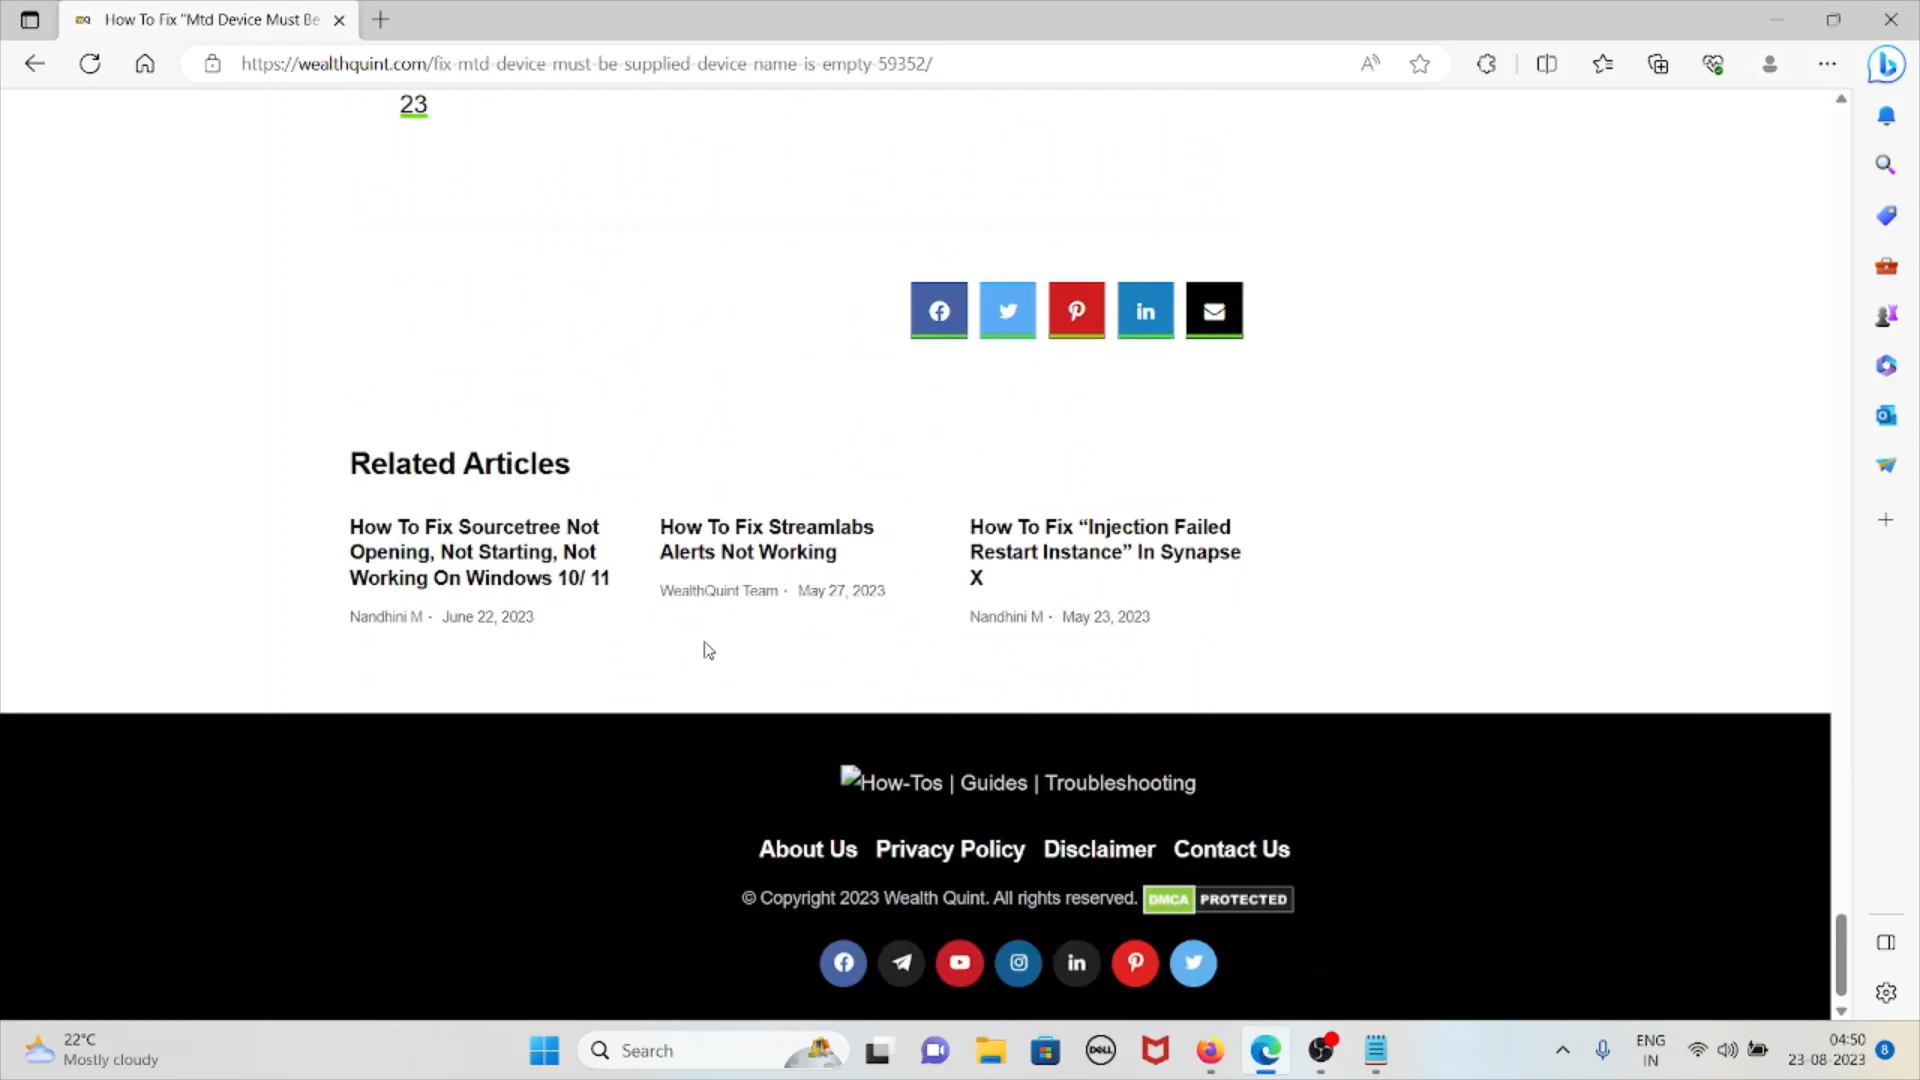 How To Fix "Mtd Device Must Be
https://wealthquint.com/fix-mtd-device-must-be-supplied-device-name-is-empty-59352/
23
Related Articles
How To Fix Sourcetree Not
Opening, Not Starting, Not
Working On Windows 10/ 11
Nandhini M · June 22, 2023
How To Fix Streamlabs
Alerts Not Working
WealthQuint Team · May 27, 2023
How To Fix “Injection Failed
Restart Instance” In Synapse
X
Nandhini M · May 23, 2023
How-Tos | Guides | Troubleshooting
About Us Privacy Policy Disclaimer Contact Us
© Copyright 2023 Wealth Quint. All rights reserved. DMCA PROTECTED
22°C
Mostly cloudy
Search
DELL
ENG
IN
04:50
23-08-2023
8